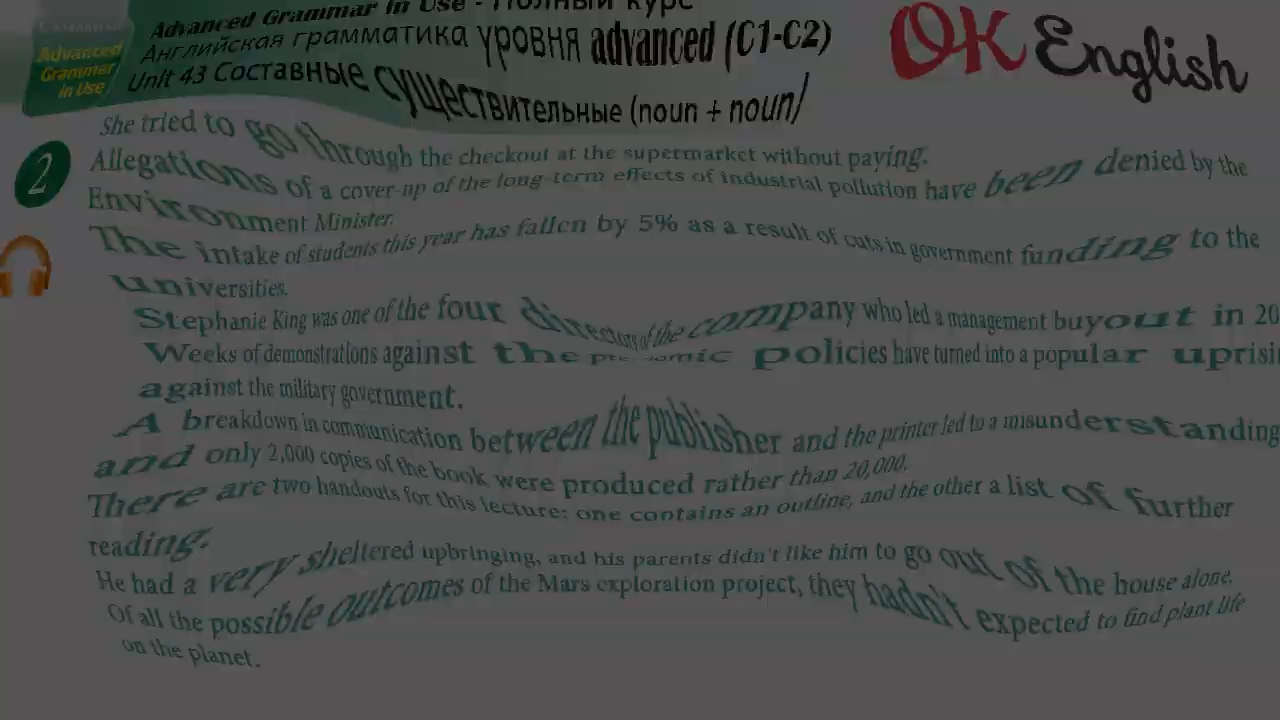 Advanced Grammar in Use - Полный курс
Английская грамматика уровня advanced (C1-C2)
Unit 43 Составные существительные (noun + noun)
Advanced
Grammar
in Use
OK English
2
She tried to go through the checkout at the supermarket without paying.
Allegations of a cover-up of the long-term effects of industrial pollution have been denied by the
Environment Minister.
The intake of students this year has fallen by 5% as a result of cuts in government funding to the
universities.
Stephanie King was one of the four directors of the company who led a management buyout in 20
Weeks of demonstrations against the policies have turned into a popular uprisi
against the military government.
A breakdown in communication between the publisher and the printer led to a misunderstanding
and only 2,000 copies of the book were produced rather than 20,000.
There are two handouts for this lecture: one contains an outline, and the other a list of further
reading.
He had a very sheltered upbringing, and his parents didn't like him to go out of the house alone.
Of all the possible outcomes of the Mars exploration project, they hadn't expected to find plant life
on the planet.